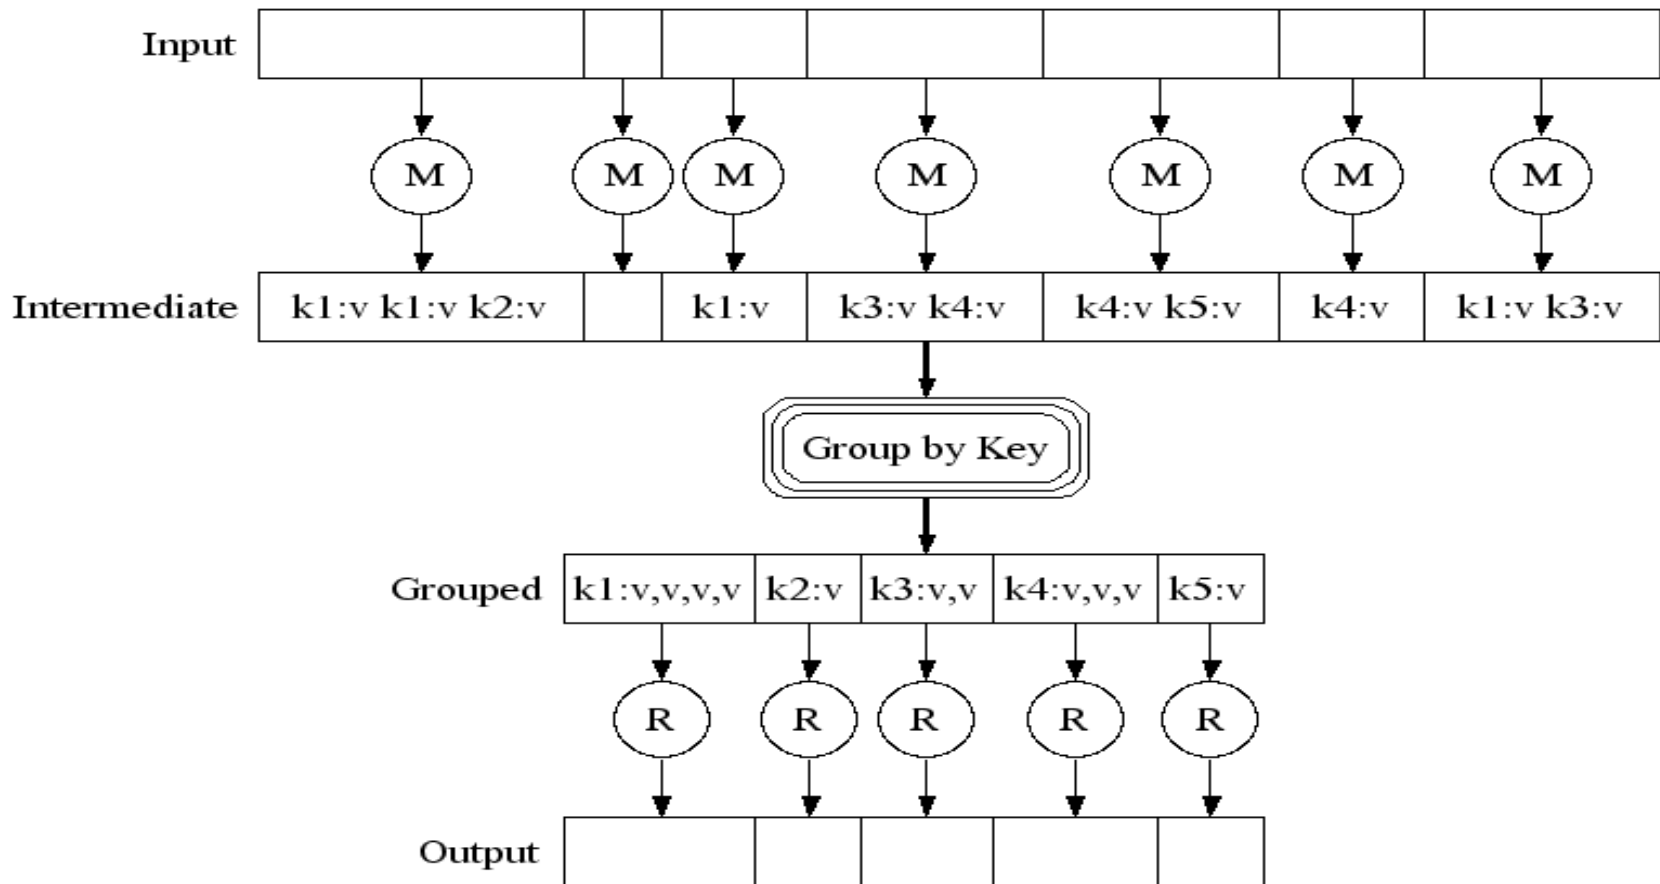 Input
M M M M M M M
Intermediate k1:v k1:v k2:v k1:v k3:v k4:v k4:v k5:v k4:v k1:v k3:v
Group by Key
Grouped k1:v,v,v,v k2:v k3:v,v k4:v,v,v k5:v
R R R R R
Output